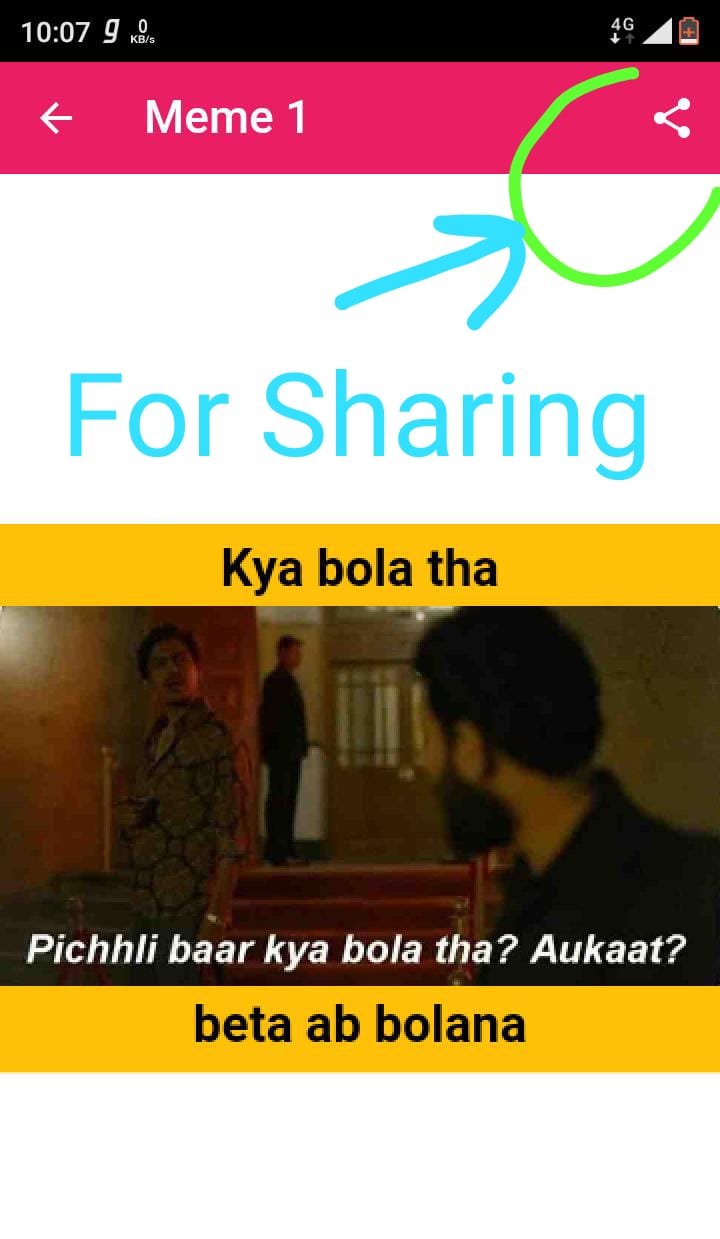 10:07 g 0 KB/s 4G
Meme 1
For Sharing
Kya bola tha
Pichhli baar kya bola tha? Aukaat?
beta ab bolana